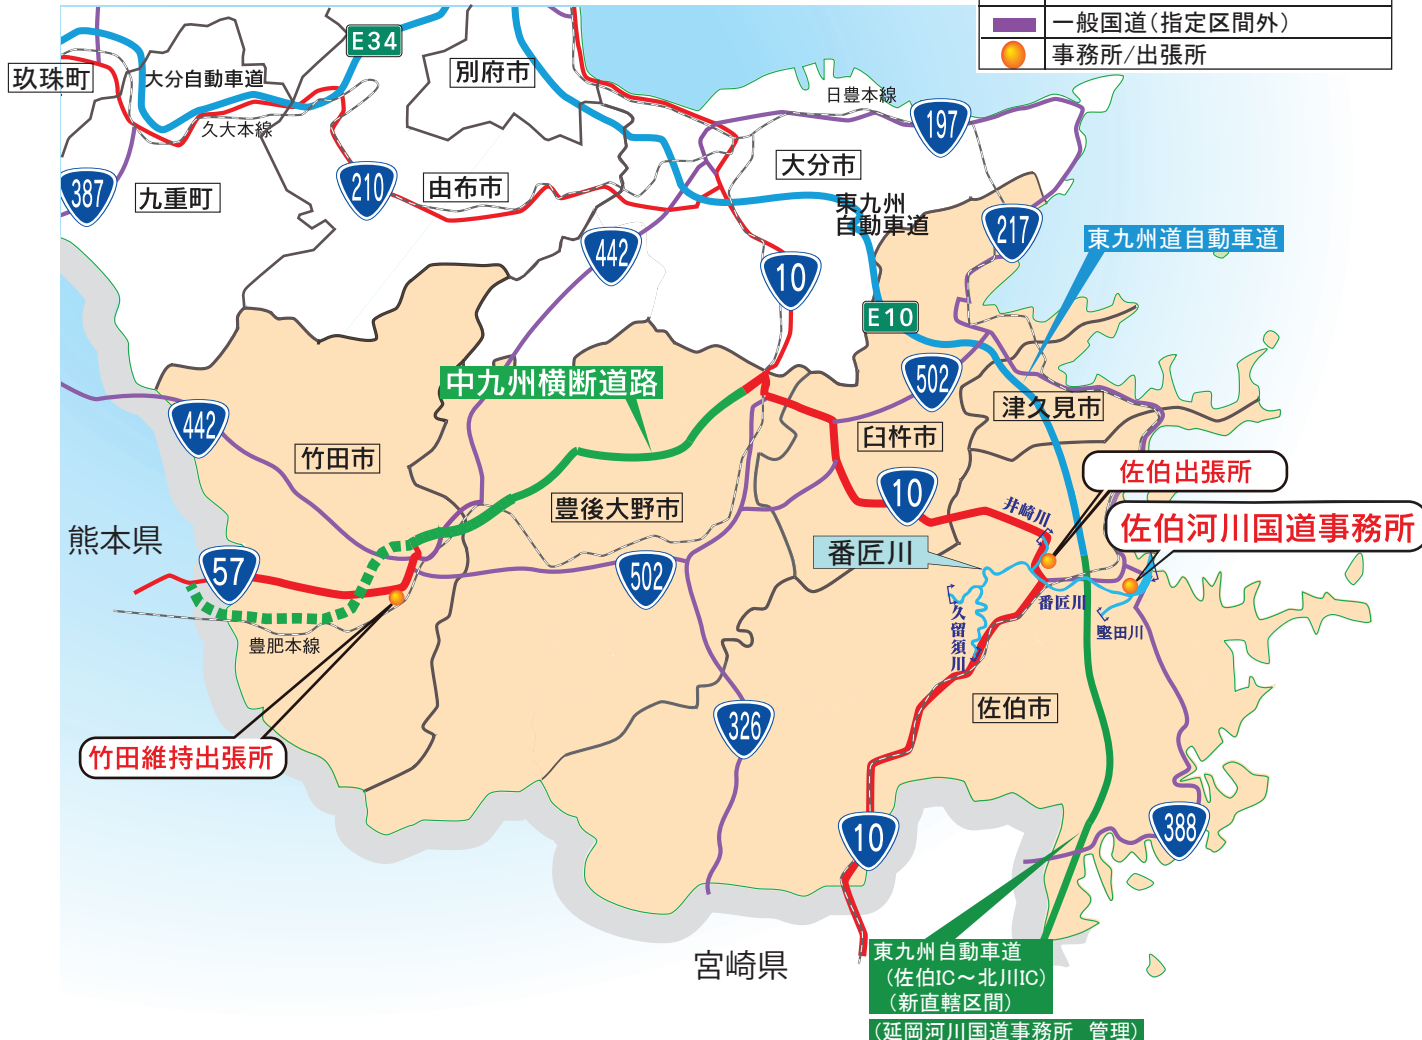 一般国道(指定区間外)
事務所/出張所
E34
玖珠町
大分自動車道
別府市
久大本線
日豊本線
197
大分市
387
九重町
210
由布市
東九州
自動車道
217
東九州道自動車道
442
10
E10
502
中九州横断道路
442
津久見市
竹田市
臼杵市
佐伯出張所
10
豊後大野市
井崎川
佐伯河川国道事務所
熊本県
番匠川
57
502
番匠川
久留須川
堅田川
豊肥本線
佐伯市
326
竹田維持出張所
10
388
宮崎県
東九州自動車道
(佐伯IC～北川IC)
(新直轄区間)
(延岡河川国道事務所 管理)